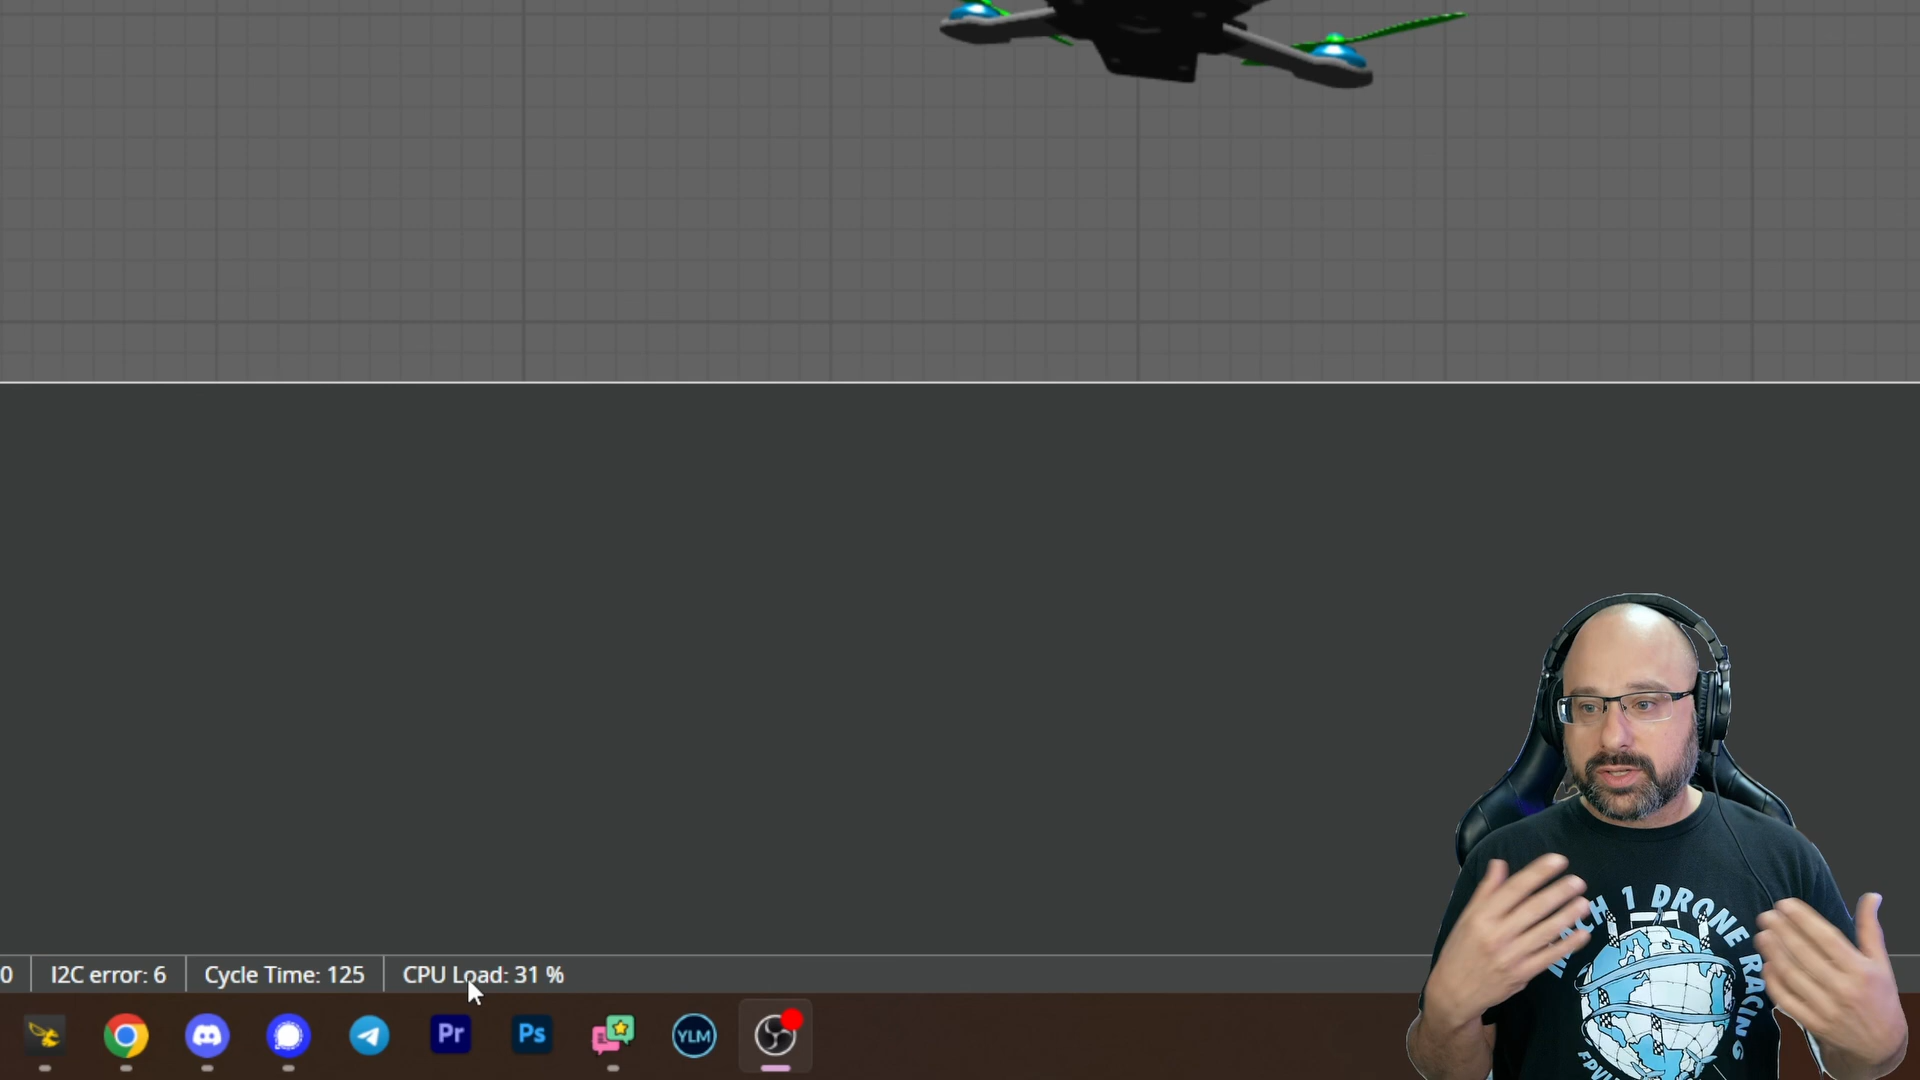 0
I2C error: 6
Cycle Time: 125
CPU Load: 31 %
Pr
Ps
YLM
1 DRONE RACING